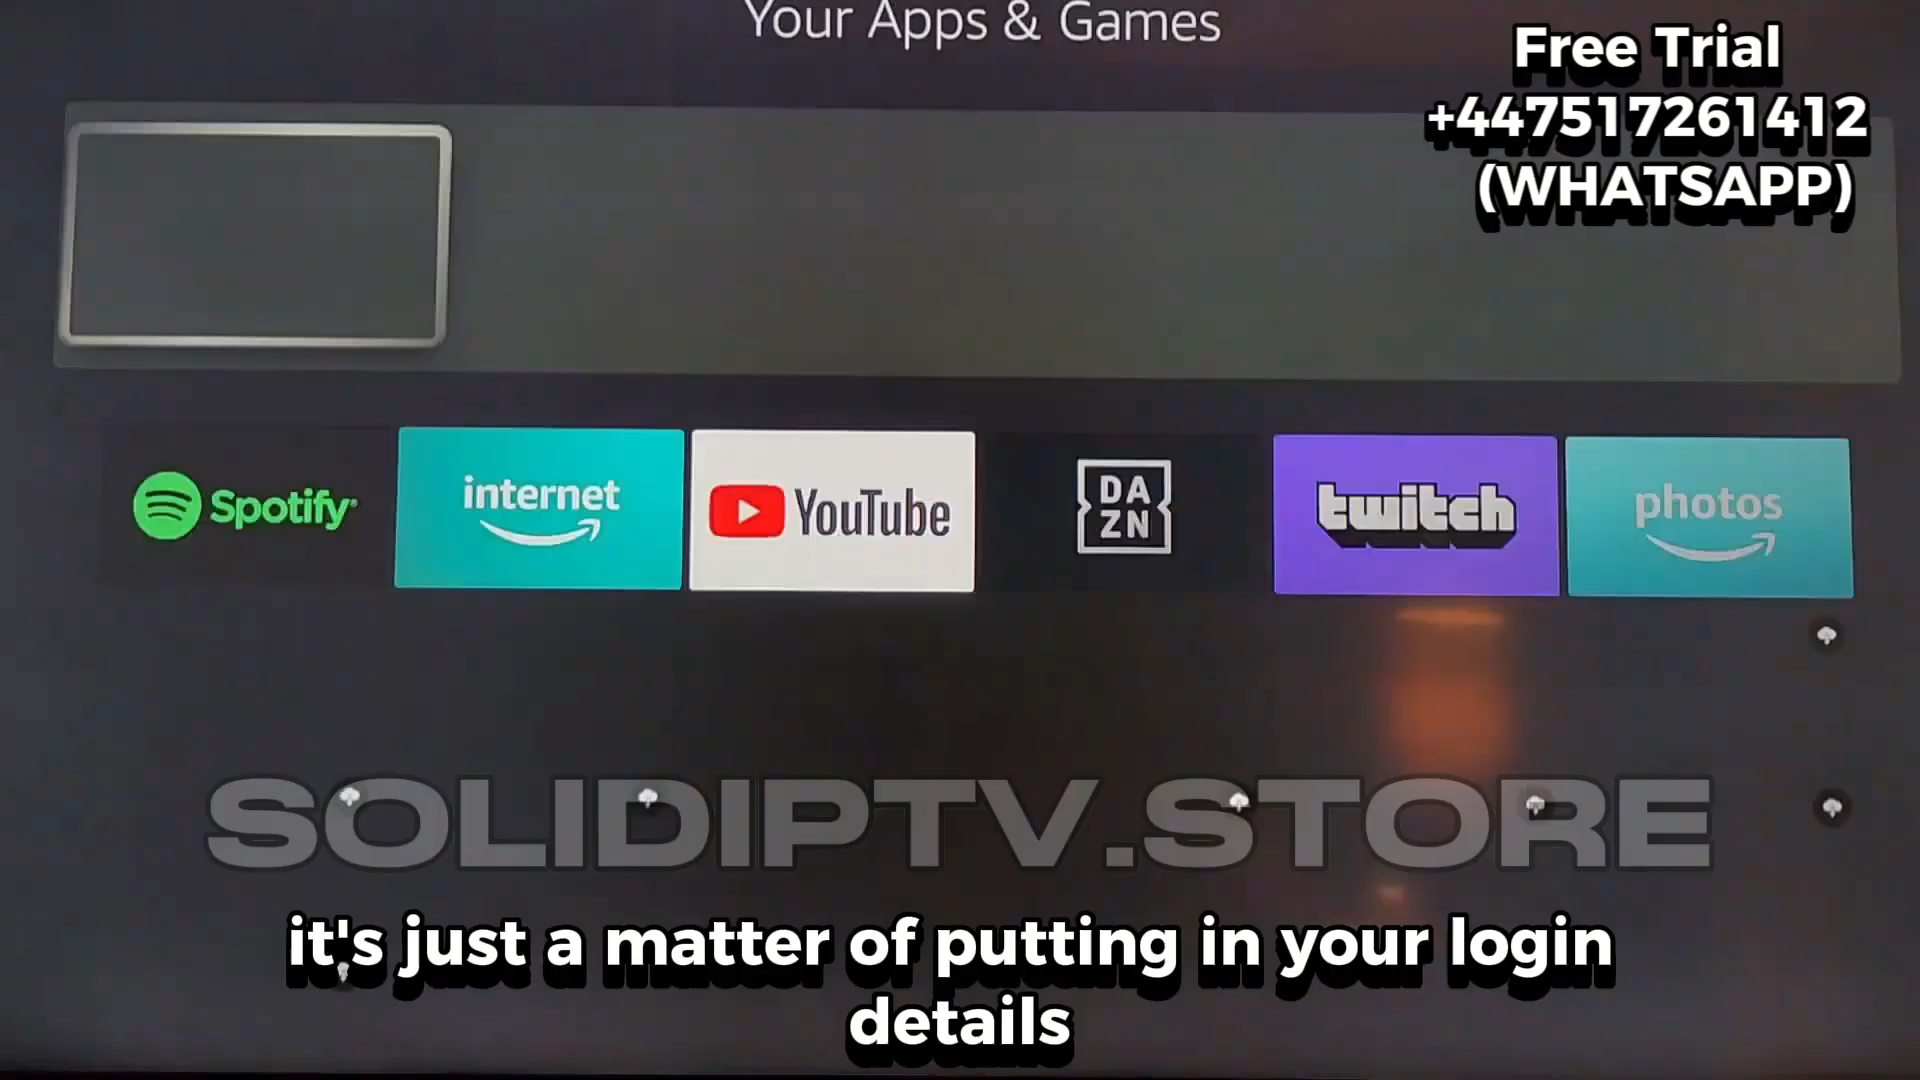 Your Apps & Games
Free Trial
+447517261412
(WHATSAPP)
Spotify
internet
YouTube
DA
ZN
twitch
photos
SOLIDIPTV.STORE
it's just a matter of putting in your login
details